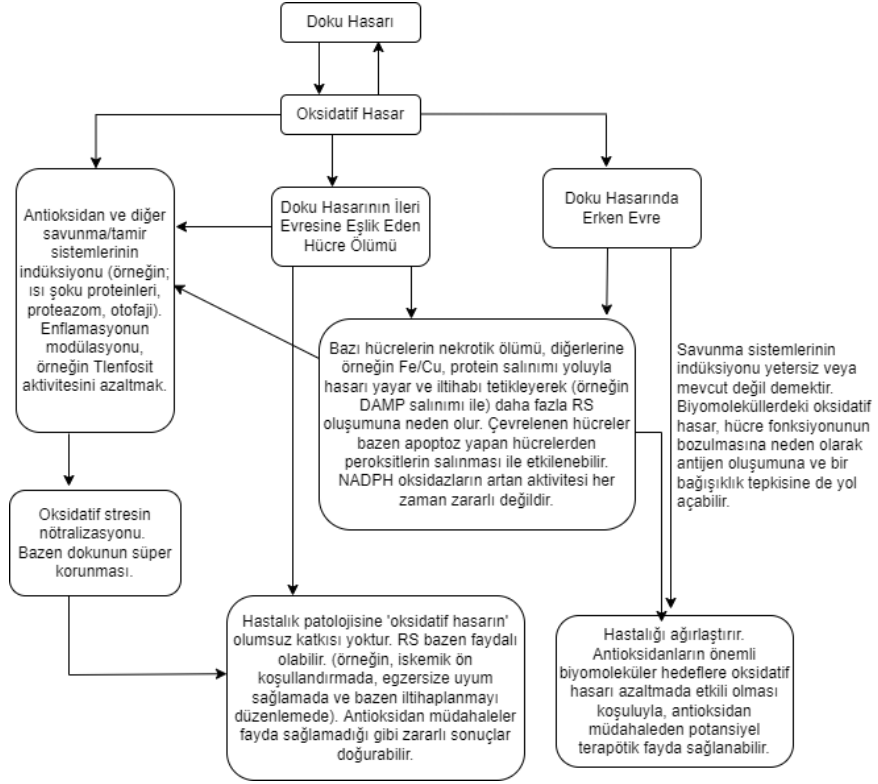 Doku Hasarı
Oksidatif Hasar
Antioksidan ve diğer
savunma/tamir
sistemlerinin
indüksiyonu (örneğin;
ısı şoku proteinleri,
proteazom, otofaji).
Enflamasyonun
modülasyonu,
örneğin Tlenfosit
aktivitesini azaltmak.
Doku Hasarının İleri
Evresine Eşlik Eden
Hücre Ölümü
Doku Hasarında
Erken Evre
Bazı hücrelerin nekrotik ölümü, diğerlerine
örneğin Fe/Cu, protein salınımı yoluyla
hasarı yayar ve iltihabı tetikleyerek (örneğin
DAMP salınımı ile) daha fazla RS
oluşumuna neden olur. Çevrelenen hücreler
bazen apoptoz yapan hücrelerden
peroksitlerin salınması ile etkilenebilir.
NADPH oksidazların artan aktivitesi her
zaman zararlı değildir.
Savunma sistemlerinin
indüksiyonu yetersiz veya
mevcut değil demektir.
Biyomoleküllerdeki oksidatif
hasar, hücre fonksiyonunun
bozulmasına neden olarak
antijen oluşumuna ve bir
bağışıklık tepkisine de yol
açabilir.
Oksidatif stresin
nötralizasyonu.
Bazen dokunun süper
korunması.
Hastalık patolojisine 'oksidatif hasarın'
olumsuz katkısı yoktur. RS bazen faydalı
olabilir. (örneğin, iskemik ön
koşullandırmada, egzersize uyum
sağlamada ve bazen iltihaplanmayı
düzenlemede). Antioksidan müdahaleler
fayda sağlamadığı gibi zararlı sonuçlar
doğurabilir.
Hastalığı ağırlaştırır.
Antioksidanların önemli
biyomoleküler hedeflere oksidatif
hasarı azaltmada etkili olması
koşuluyla, antioksidan
müdahaleden potansiyel
terapötik fayda sağlanabilir.